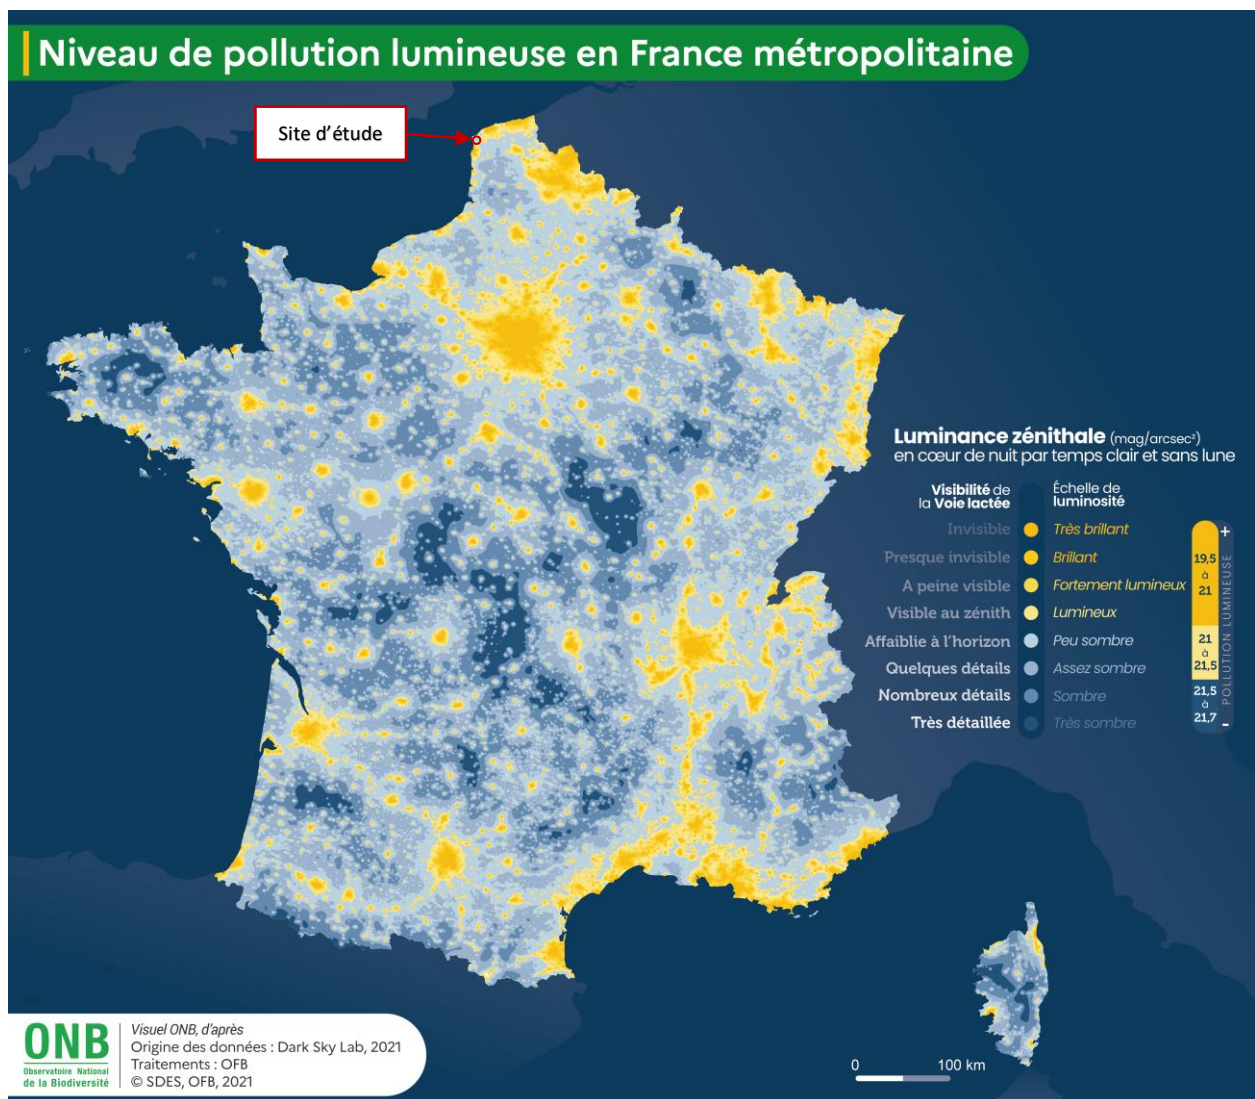 Niveau de pollution lumineuse en France métropolitaine
Site d'étude
Luminance zénithale (mag/arcsec²)
en cœur de nuit par temps clair et sans lune
Visibilité de
la Voie lactée
Échelle de
luminosité
Invisible
Très brillant
Presque invisible
Brillant
A peine visible
Fortement lumineux
Visible au zénith
Lumineux
Affaiblie à l'horizon
Peu sombre
Quelques détails
Assez sombre
Nombreux détails
Sombre
Très détaillée
Très sombre
+
19,5
à
21
21
à
21,5
21,5
à
21,7
-
POLLUTION LUMINEUSE
ONB
Observatoire National
de la Biodiversité
Visuel ONB, d'après
Origine des données : Dark Sky Lab, 2021
Traitements : OFB
© SDES, OFB, 2021
0 100 km